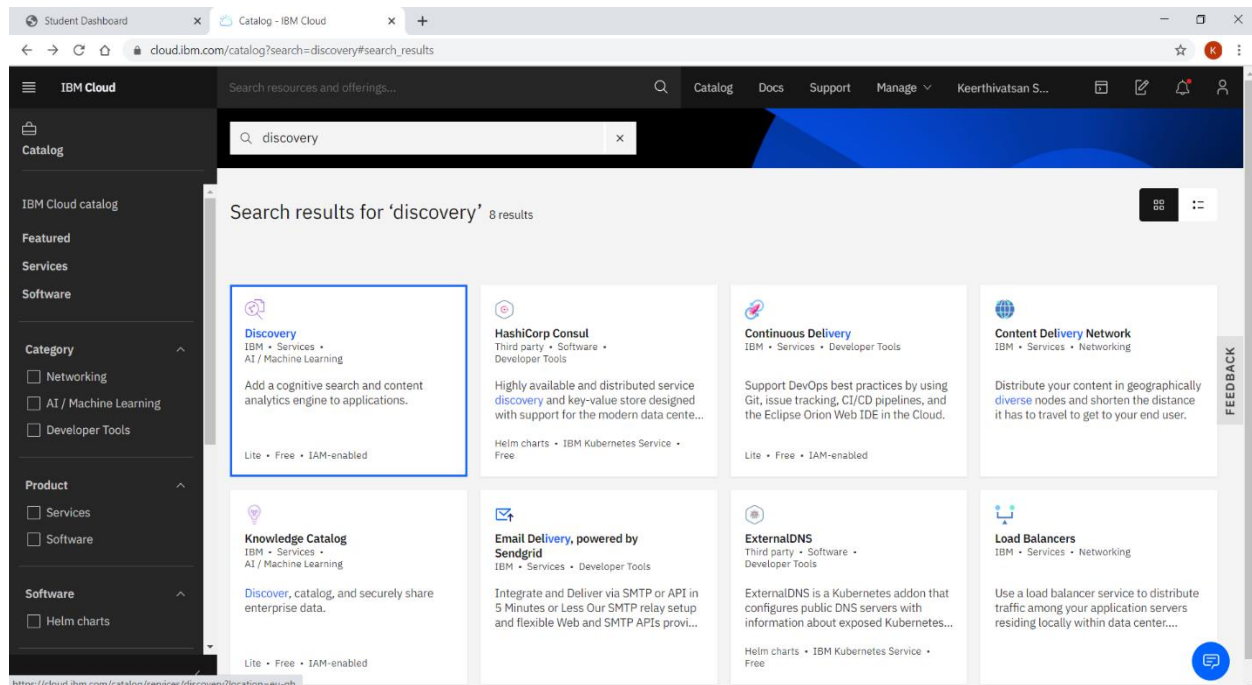 Student Dashboard
Catalog - IBM Cloud
cloud.ibm.com/catalog?search=discovery#search_results
K
IBM Cloud
Search resources and offerings...
Catalog
Docs
Support
Manage
Keerthivatsan S...
Catalog
discovery
IBM Cloud catalog
Featured
Services
Software
Category
Networking
AI / Machine Learning
Developer Tools
Product
Services
Software
Software
Helm charts
Search results for ‘discovery’ 8 results
Discovery
IBM • Services •
AI / Machine Learning
Add a cognitive search and content
analytics engine to applications.
Lite • Free • IAM-enabled
HashiCorp Consul
Third party • Software •
Developer Tools
Highly available and distributed service
discovery and key-value store designed
with support for the modern data cente...
Helm charts • IBM Kubernetes Service •
Free
Continuous Delivery
IBM • Services • Developer Tools
Support DevOps best practices by using
Git, issue tracking, CI/CD pipelines, and
the Eclipse Orion Web IDE in the Cloud.
Lite • Free • IAM-enabled
Content Delivery Network
IBM • Services • Networking
Distribute your content in geographically
diverse nodes and shorten the distance
it has to travel to get to your end user.
Knowledge Catalog
IBM • Services •
AI / Machine Learning
Discover, catalog, and securely share
enterprise data.
Lite • Free • IAM-enabled
Email Delivery, powered by
Sendgrid
IBM • Services • Developer Tools
Integrate and Deliver via SMTP or API in
5 Minutes or Less Our SMTP relay setup
and flexible Web and SMTP APIs provi...
ExternalDNS
Third party • Software •
Developer Tools
ExternalDNS is a Kubernetes addon that
configures public DNS servers with
information about exposed Kubernetes...
Helm charts • IBM Kubernetes Service •
Free
Load Balancers
IBM • Services • Networking
Use a load balancer service to distribute
traffic among your application servers
residing locally within data center....
FEEDBACK
https://cloud.ibm.com/catalog/services/discovery?location=eu-gb